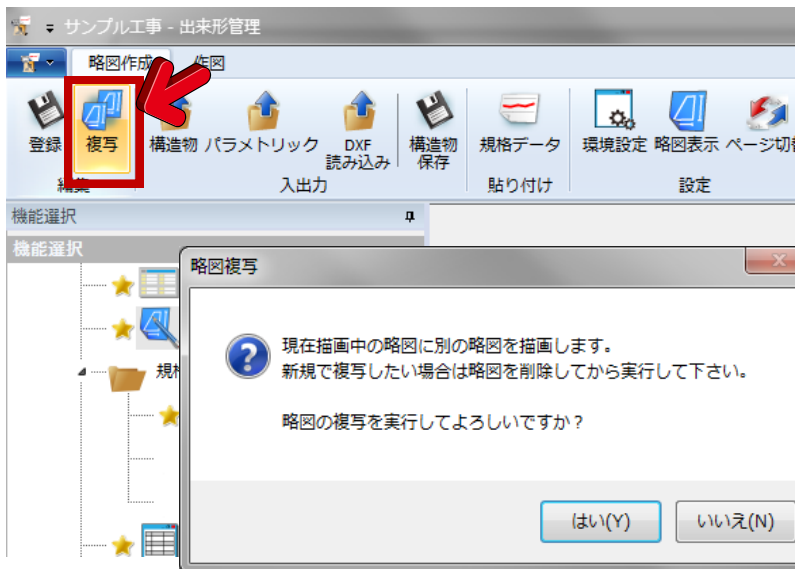 サンプル工事 - 出来形管理
略図作成
作図
登録
複写
構造物
パラメトリック
DXF
読み込み
構造物
保存
規格データ
環境設定
略図表示
編集
入出力
貼り付け
設定
機能選択
機能選択
略図複写
現在描画中の略図に別の略図を描画します。
新規で複写したい場合は略図を削除してから実行して下さい。
略図の複写を実行してよろしいですか？
はい(Y)
いいえ(N)